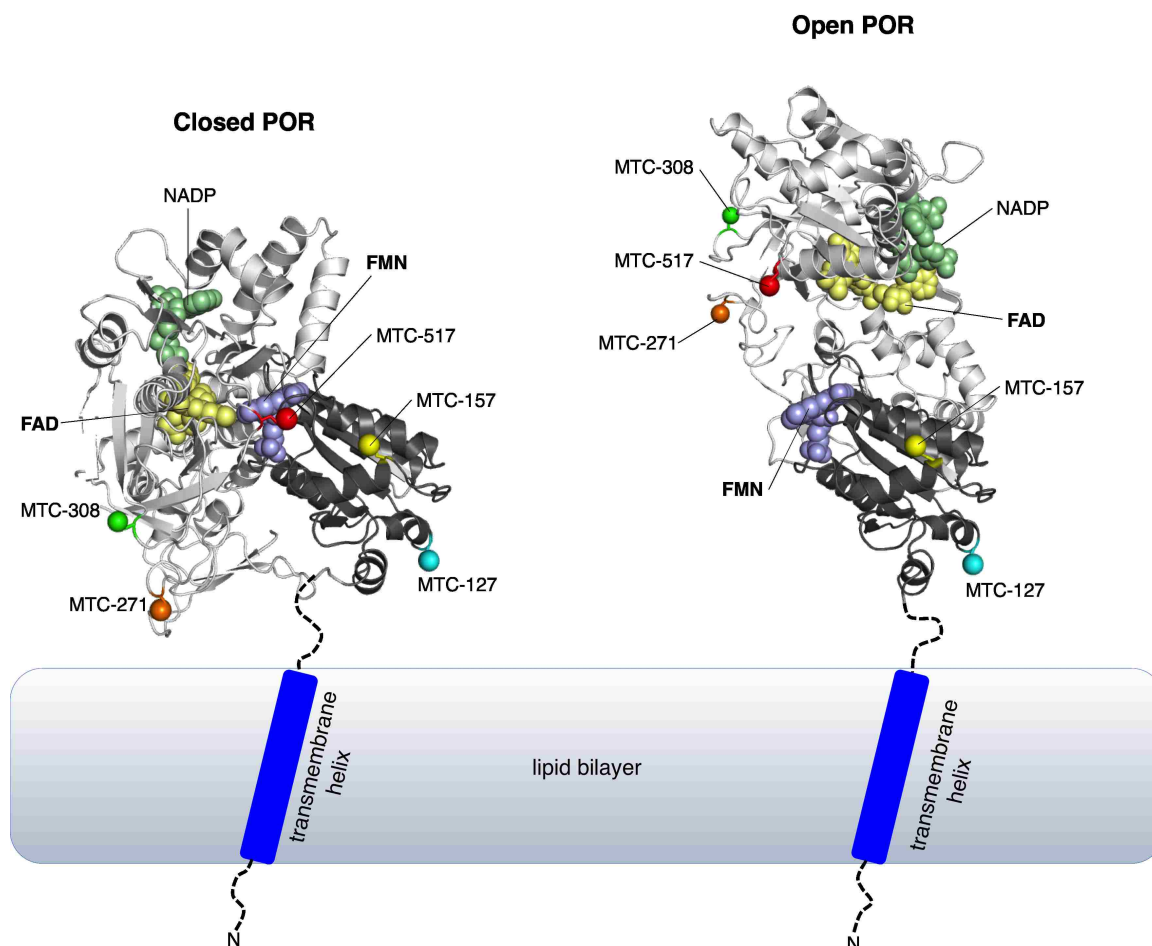 Open POR
Closed POR
NADP
FMN
MTC-517
MTC-157
FAD
MTC-308
MTC-271
MTC-127
MTC-308
NADP
MTC-517
FAD
MTC-271
MTC-157
FMN
MTC-127
transmembrane
helix
lipid bilayer
transmembrane
helix
N
N